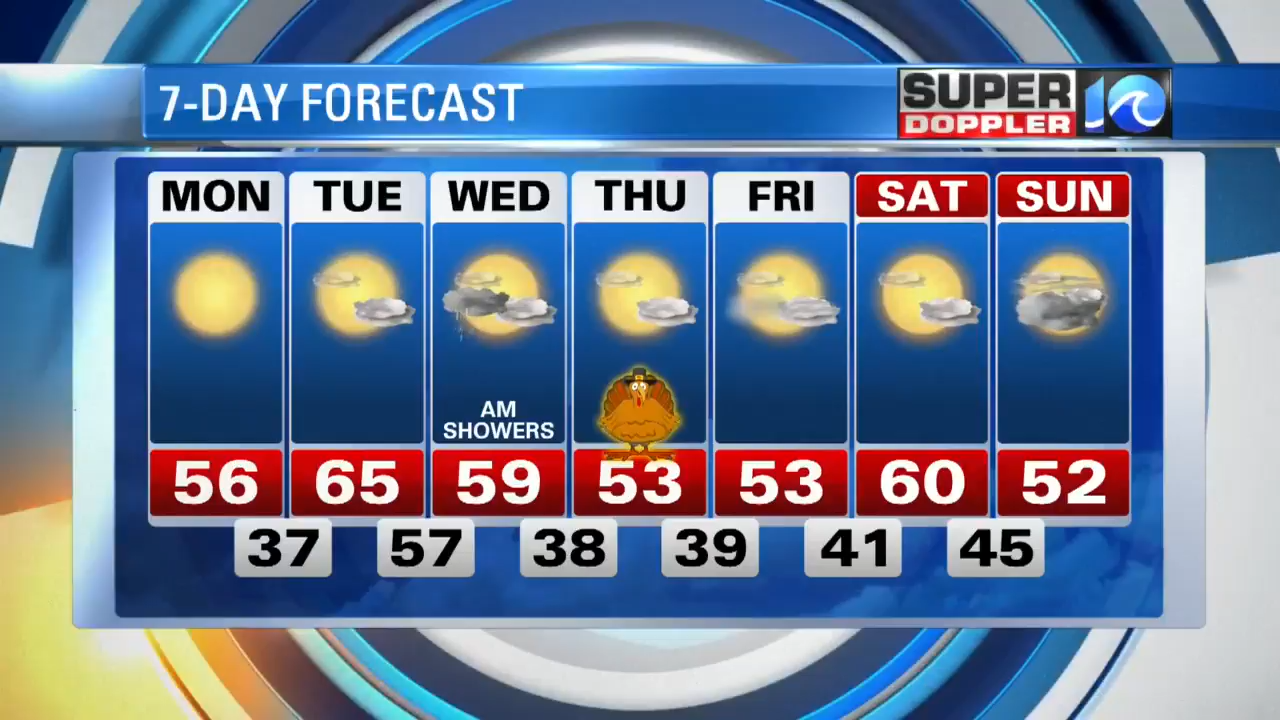 7-DAY FORECAST
SUPER
DOPPLER 10
MON TUE WED THU FRI SAT SUN
AM
SHOWERS
56 65 59 53 53 60 52
37 57 38 39 41 45